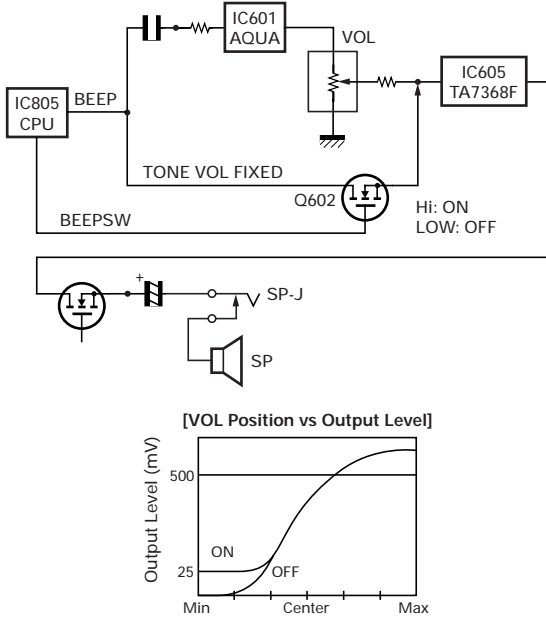 IC601
AQUA
VOL
IC605
TA7368F
IC805
CPU
BEEP
TONE VOL FIXED
Q602
Hi: ON
LOW: OFF
BEEPSW
+
SP-J
SP
[VOL Position vs Output Level]
Output Level (mV)
500
25
ON
OFF
Min
Center
Max